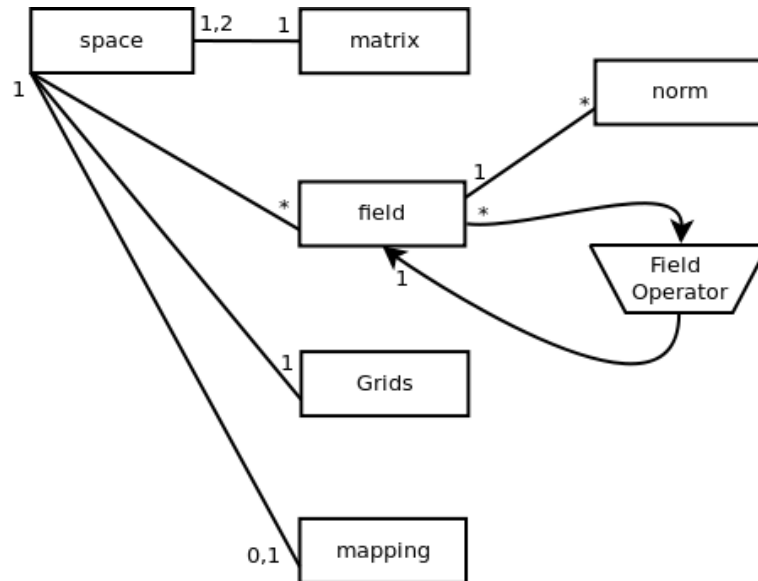 space
1,2
1
matrix
1
norm
*
1
*
field
*
Field
Operator
1
1
Grids
0,1
mapping